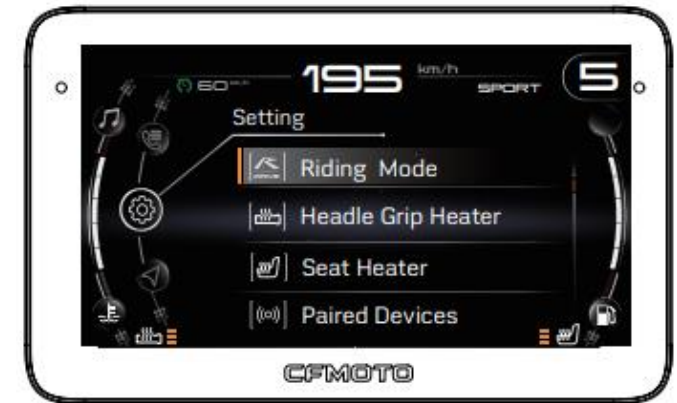 60 195 km/h SPORT 5
Setting
Riding Mode
Headle Grip Heater
Seat Heater
Paired Devices
CFMOTO